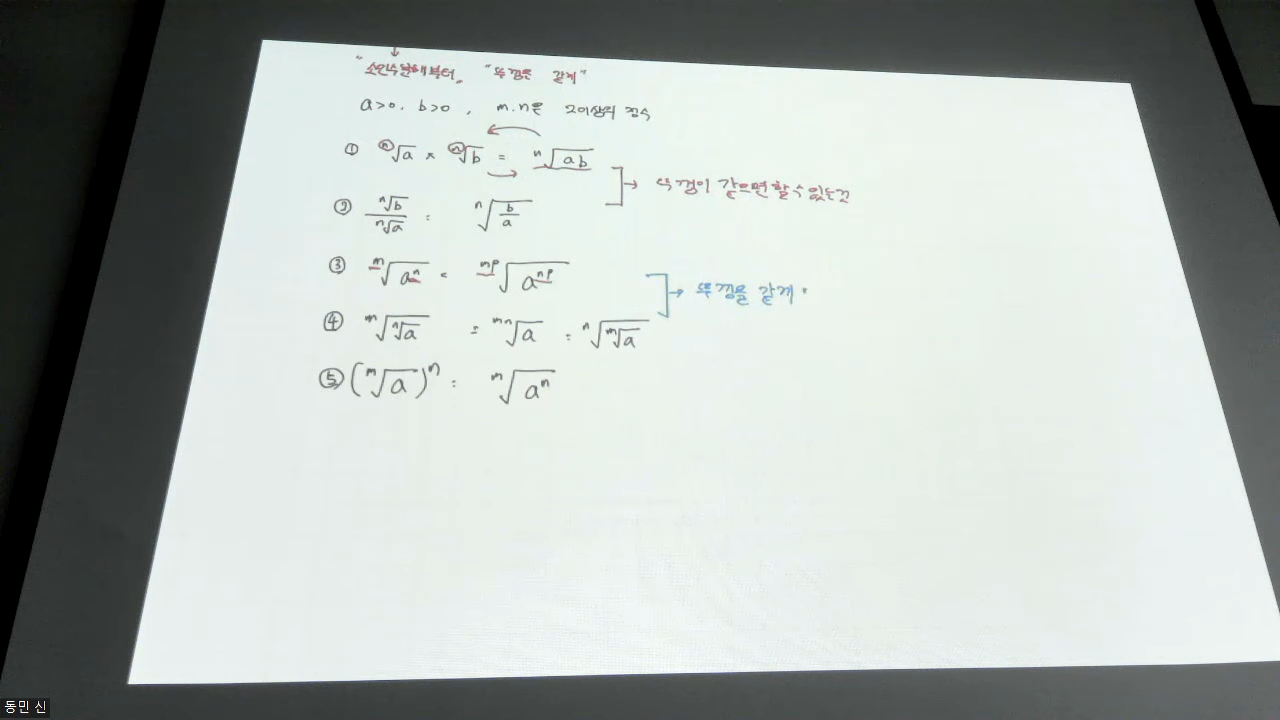 "소인수분해부터" "뚜껑을 같게"
a>0, b>0, m, n은 2이상의 정수
① ⁿ√a × ⁿ√b = ⁿ√ab
→ 뚜껑이 같으면 할 수 있는것
② ⁿ√b / ⁿ√a = ⁿ√(b/a)
③ ᵐ√aⁿ = ᵐᵖ√aⁿᵖ
→ 뚜껑을 같게
④ ᵐ√ⁿ√a = ᵐⁿ√a = ⁿ√ᵐ√a
⑤ (ᵐ√a)ⁿ = ᵐ√aⁿ
동민 신